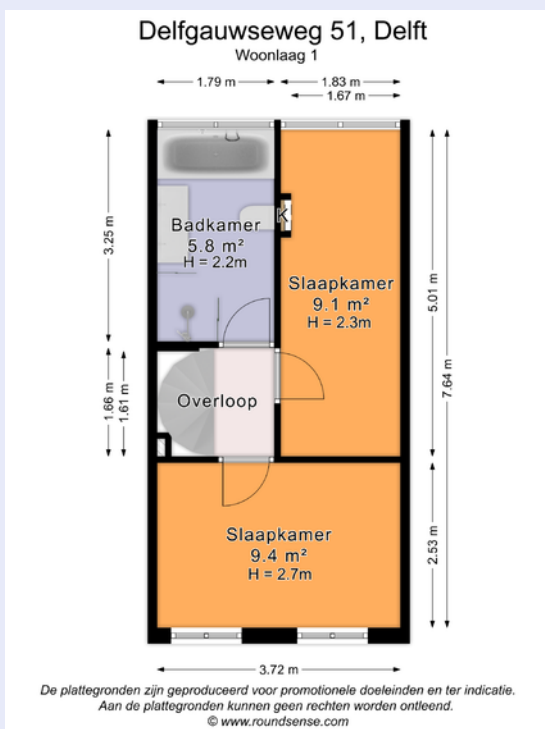 Delfgauwseweg 51, Delft
Woonlaag 1
1.79 m
1.83 m
1.67 m
3.25 m
Badkamer
5.8 m²
H = 2.2m
K
Slaapkamer
9.1 m²
H = 2.3m
5.01 m
7.64 m
1.66 m
1.61 m
Overloop
Slaapkamer
9.4 m²
H = 2.7m
2.53 m
3.72 m
De plattegronden zijn geproduceerd voor promotionele doeleinden en ter indicatie.
Aan de plattegronden kunnen geen rechten worden ontleend.
© www.roundsense.com